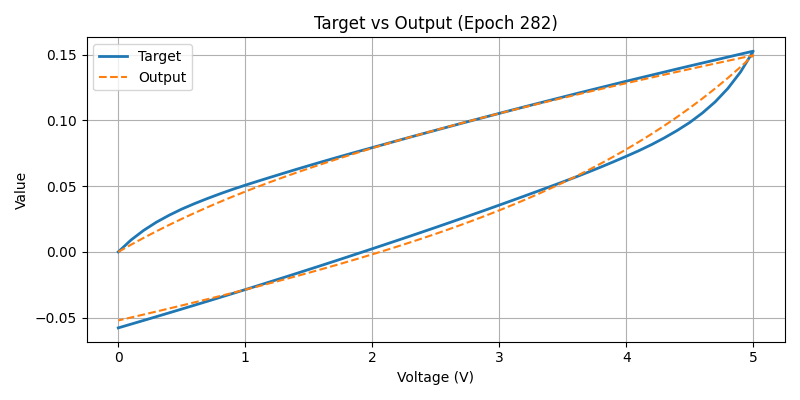 Target vs Output (Epoch 282)
Target
Output
Value
0.15
0.10
0.05
0.00
−0.05
0 1 2 3 4 5
Voltage (V)